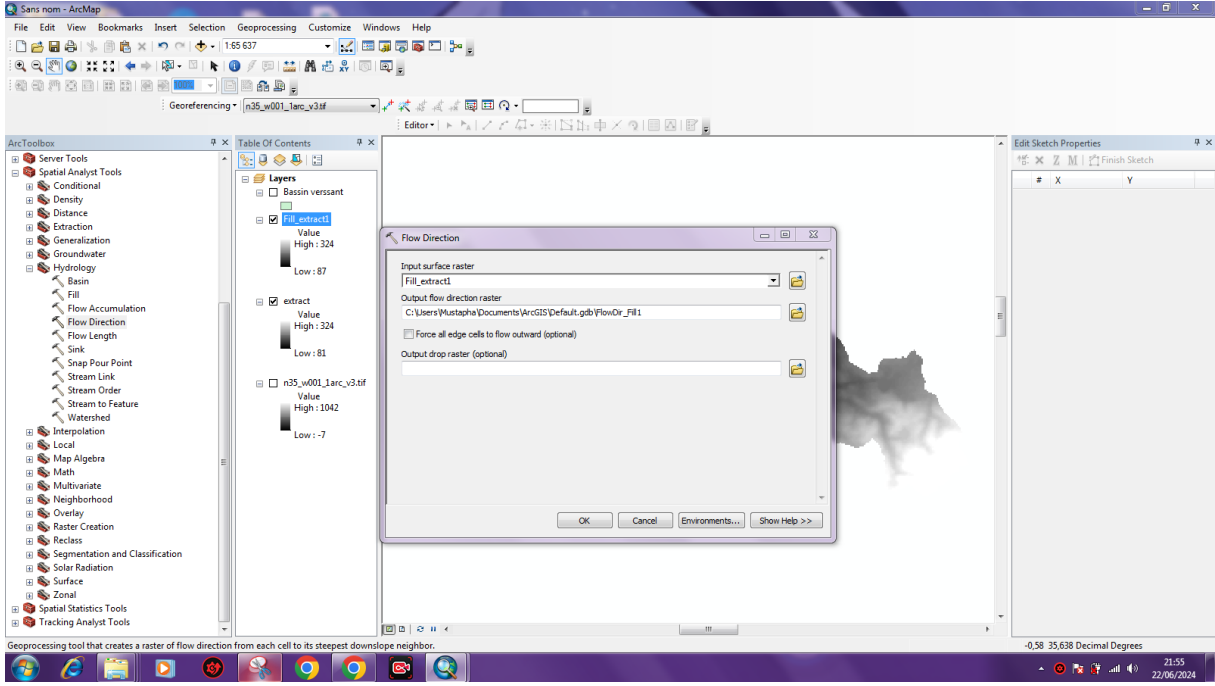 Sans nom - ArcMap
File Edit View Bookmarks Insert Selection Geoprocessing Customize Windows Help
1:65 637
100%
Georeferencing n35_w001_1arc_v3.tif
Editor
ArcToolbox
Server Tools
Spatial Analyst Tools
Conditional
Density
Distance
Extraction
Generalization
Groundwater
Hydrology
Basin
Fill
Flow Accumulation
Flow Direction
Flow Length
Sink
Snap Pour Point
Stream Link
Stream Order
Stream to Feature
Watershed
Interpolation
Local
Map Algebra
Math
Multivariate
Neighborhood
Overlay
Raster Creation
Reclass
Segmentation and Classification
Solar Radiation
Surface
Zonal
Spatial Statistics Tools
Tracking Analyst Tools
Table Of Contents
Layers
Bassin verssant
Fill_extract1
Value
High : 324
Low : 87
extract
Value
High : 324
Low : 81
n35_w001_1arc_v3.tif
Value
High : 1042
Low : -7
Flow Direction
Input surface raster
Fill_extract1
Output flow direction raster
C:\Users\Mustapha\Documents\ArcGIS\Default.gdb\FlowDir_Fill1
Force all edge cells to flow outward (optional)
Output drop raster (optional)
OK Cancel Environments... Show Help >>
Edit Sketch Properties
Finish Sketch
# X Y
Geoprocessing tool that creates a raster of flow direction from each cell to its steepest downslope neighbor.
-0,58 35,638 Decimal Degrees
21:55
22/06/2024